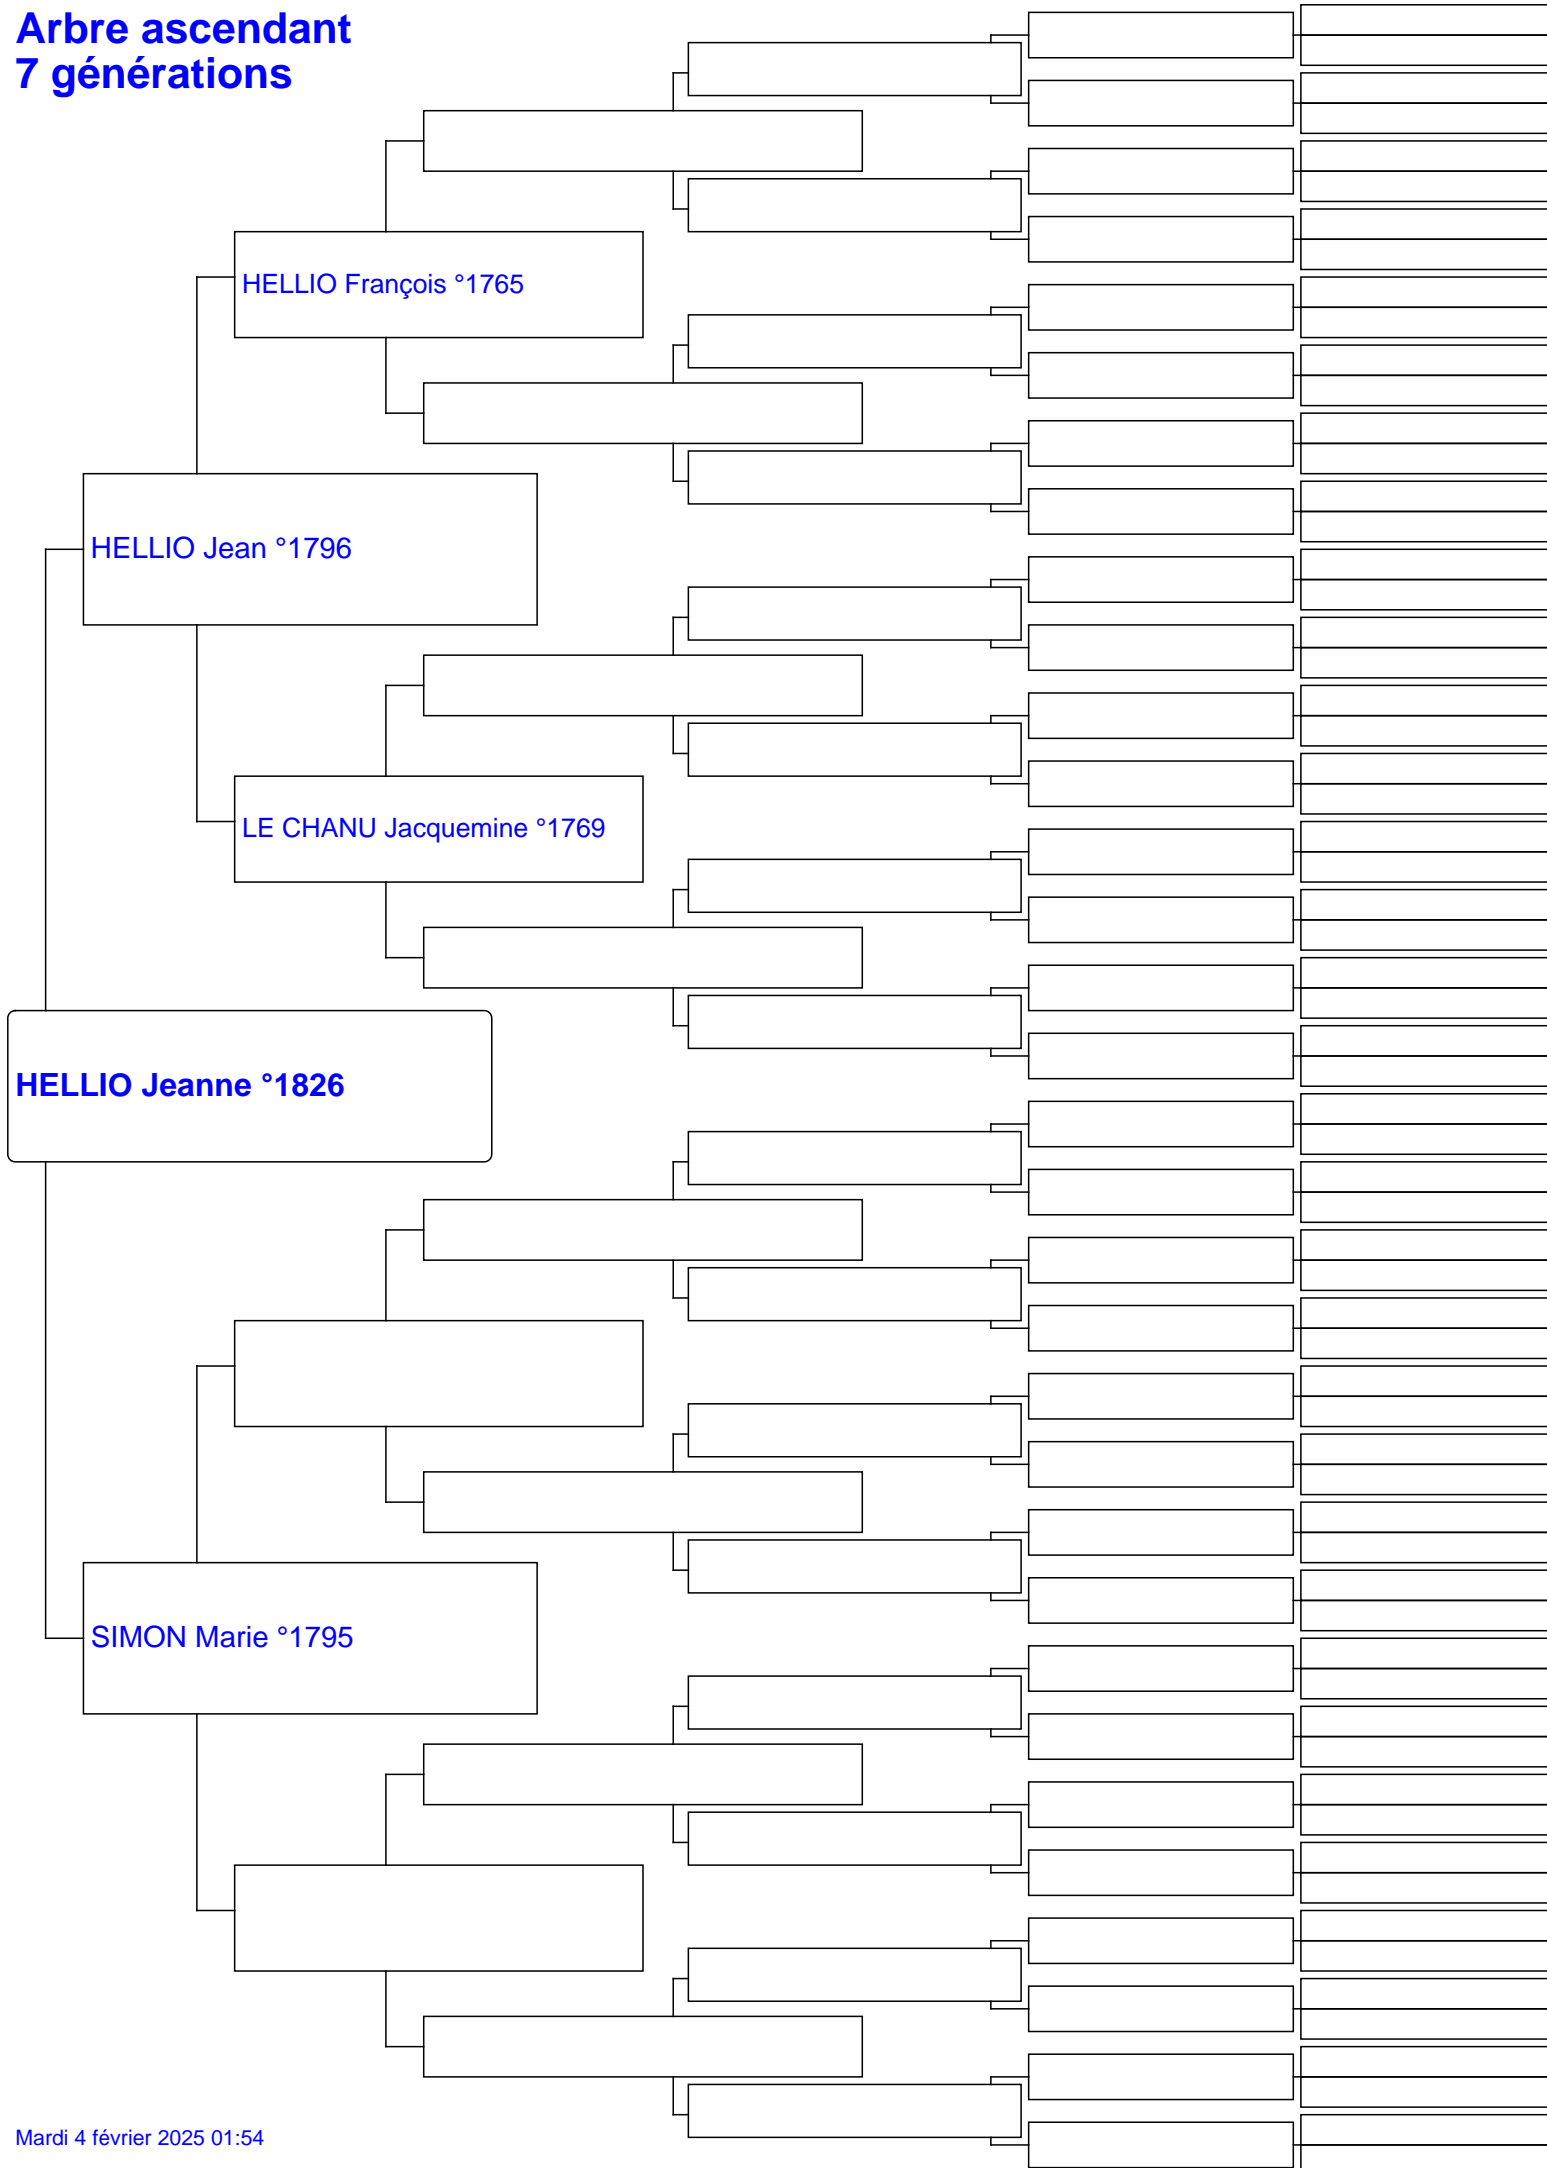 Arbre ascendant
7 générations
HELLIO François °1765
HELLIO Jean °1796
LE CHANU Jacquemine °1769
HELLIO Jeanne °1826
SIMON Marie °1795
Mardi 4 février 2025 01:54